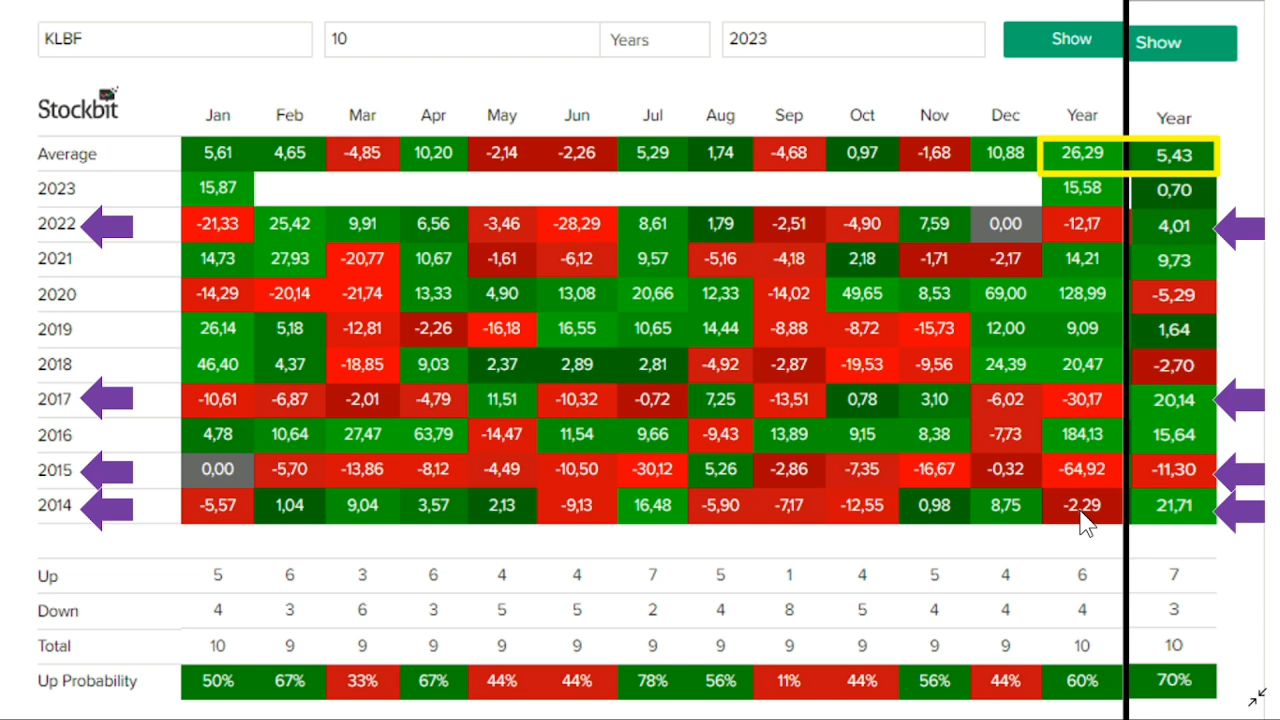 KLBF 10 Years 2023 Show Show
Stockbit Jan Feb Mar Apr May Jun Jul Aug Sep Oct Nov Dec Year Year
Average 5,61 4,65 -4,85 10,20 -2,14 -2,26 5,29 1,74 -4,68 0,97 -1,68 10,88 26,29 5,43
2023 15,87 15,58 0,70
2022 -21,33 25,42 9,91 6,56 -3,46 -28,29 8,61 1,79 -2,51 -4,90 7,59 0,00 -12,17 4,01
2021 14,73 27,93 -20,77 10,67 -1,61 -6,12 9,57 -5,16 -4,18 2,18 -1,71 -2,17 14,21 9,73
2020 -14,29 -20,14 -21,74 13,33 4,90 13,08 20,66 12,33 -14,02 49,65 8,53 69,00 128,99 -5,29
2019 26,14 5,18 -12,81 -2,26 -16,18 16,55 10,65 14,44 -8,88 -8,72 -15,73 12,00 9,09 1,64
2018 46,40 4,37 -18,85 9,03 2,37 2,89 2,81 -4,92 -2,87 -19,53 -9,56 24,39 20,47 -2,70
2017 -10,61 -6,87 -2,01 -4,79 11,51 -10,32 -0,72 7,25 -13,51 0,78 3,10 -6,02 -30,17 20,14
2016 4,78 10,64 27,47 63,79 -14,47 11,54 9,66 -9,43 13,89 9,15 8,38 -7,73 184,13 15,64
2015 0,00 -5,70 -13,86 -8,12 -4,49 -10,50 -30,12 5,26 -2,86 -7,35 -16,67 -0,32 -64,92 -11,30
2014 -5,57 1,04 9,04 3,57 2,13 -9,13 16,48 -5,90 -7,17 -12,55 0,98 8,75 -2,29 21,71
Up 5 6 3 6 4 4 7 5 1 4 5 4 6 7
Down 4 3 6 3 5 5 2 4 8 5 4 4 4 3
Total 10 9 9 9 9 9 9 9 9 9 9 9 10 10
Up Probability 50% 67% 33% 67% 44% 44% 78% 56% 11% 44% 56% 44% 60% 70%